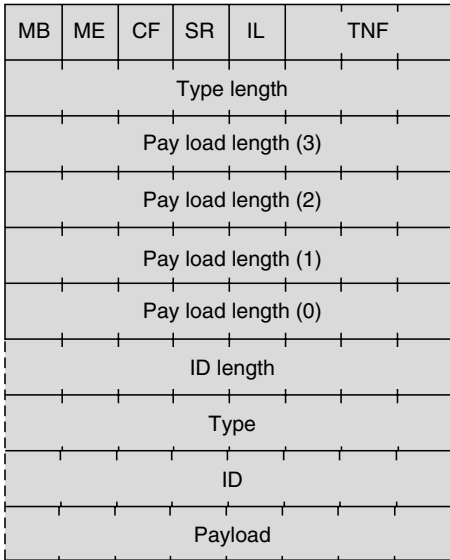 MB ME CF SR IL TNF
Type length
Pay load length (3)
Pay load length (2)
Pay load length (1)
Pay load length (0)
ID length
Type
ID
Payload